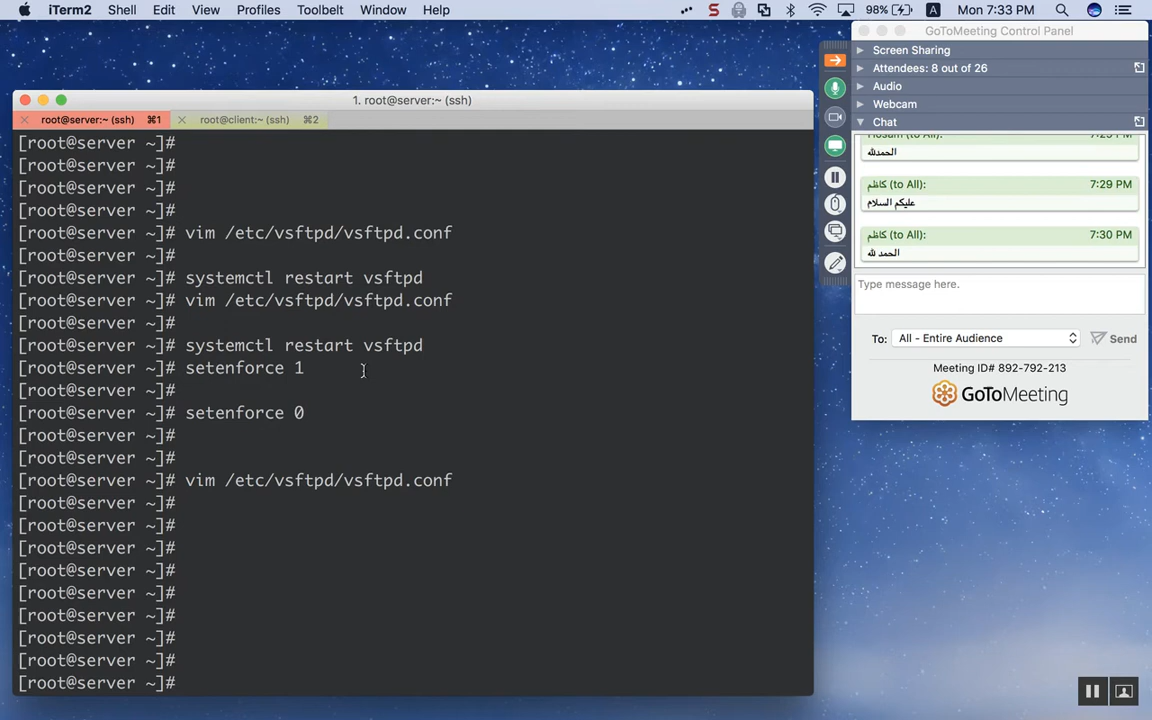 iTerm2 Shell Edit View Profiles Toolbelt Window Help 98% A Mon 7:33 PM
1. root@server:~ (ssh)
root@server:~ (ssh) ⌘1 root@client:~ (ssh) ⌘2
[root@server ~]#
[root@server ~]#
[root@server ~]#
[root@server ~]#
[root@server ~]# vim /etc/vsftpd/vsftpd.conf
[root@server ~]#
[root@server ~]# systemctl restart vsftpd
[root@server ~]# vim /etc/vsftpd/vsftpd.conf
[root@server ~]#
[root@server ~]# systemctl restart vsftpd
[root@server ~]# setenforce 1
[root@server ~]#
[root@server ~]# setenforce 0
[root@server ~]#
[root@server ~]#
[root@server ~]# vim /etc/vsftpd/vsftpd.conf
[root@server ~]#
[root@server ~]#
[root@server ~]#
[root@server ~]#
[root@server ~]#
[root@server ~]#
[root@server ~]#
[root@server ~]#
[root@server ~]#
GoToMeeting Control Panel
Screen Sharing
Attendees: 8 out of 26
Audio
Webcam
Chat
(to All):
الحمدلله
كاظم (to All): 7:29 PM
عليكم السلام
كاظم (to All): 7:30 PM
الحمد لله
Type message here.
To: All - Entire Audience Send
Meeting ID# 892-792-213
GoToMeeting